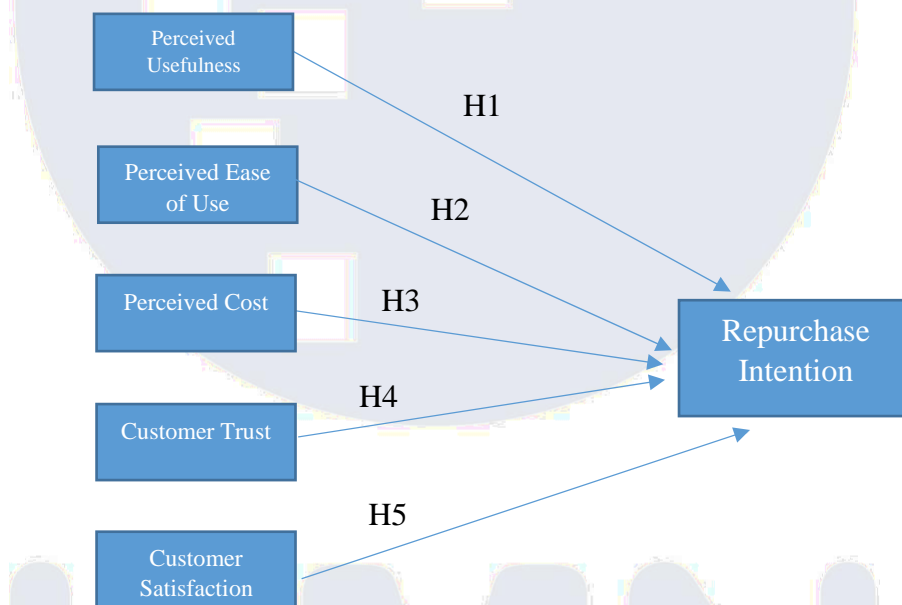 Perceived
Usefulness
H1
Perceived Ease
of Use
H2
Perceived Cost
H3
Repurchase
Intention
H4
Customer Trust
H5
Customer
Satisfaction